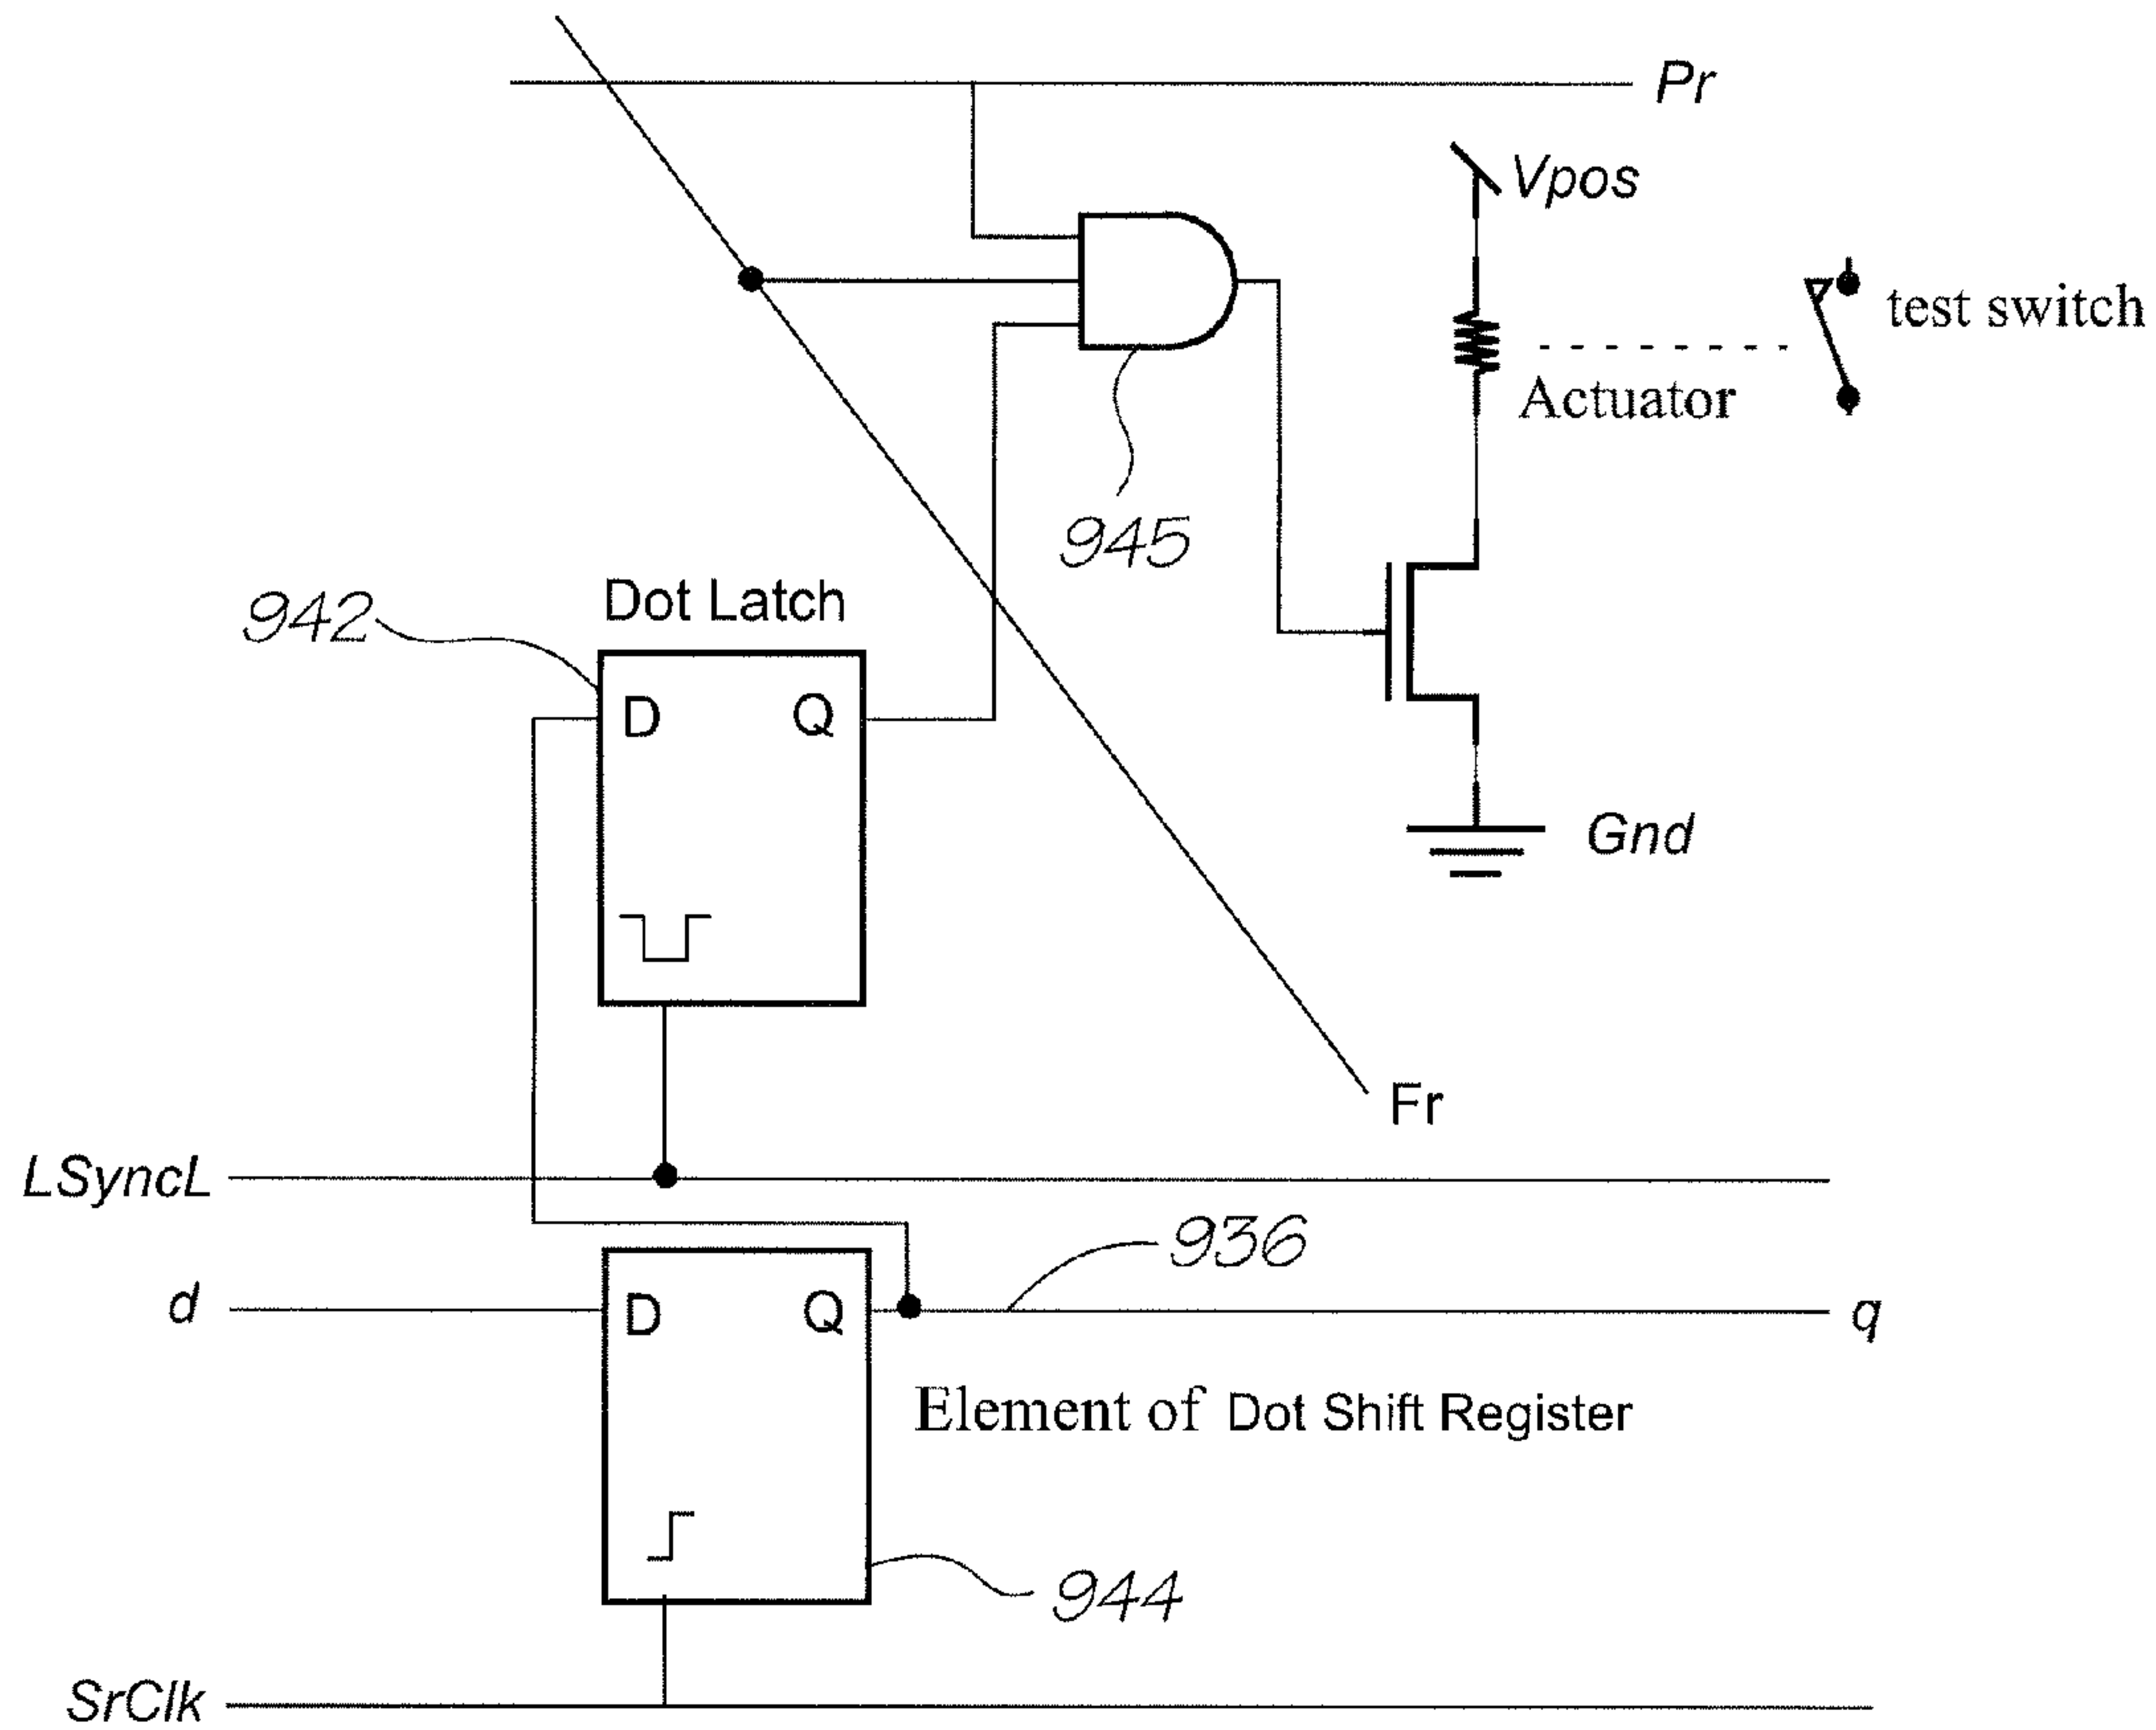 Pr
Vpos
test switch
Actuator
945
942
Dot Latch
D Q
Gnd
Fr
LSyncL
936
d
D Q
q
Element of Dot Shift Register
944
SrClk